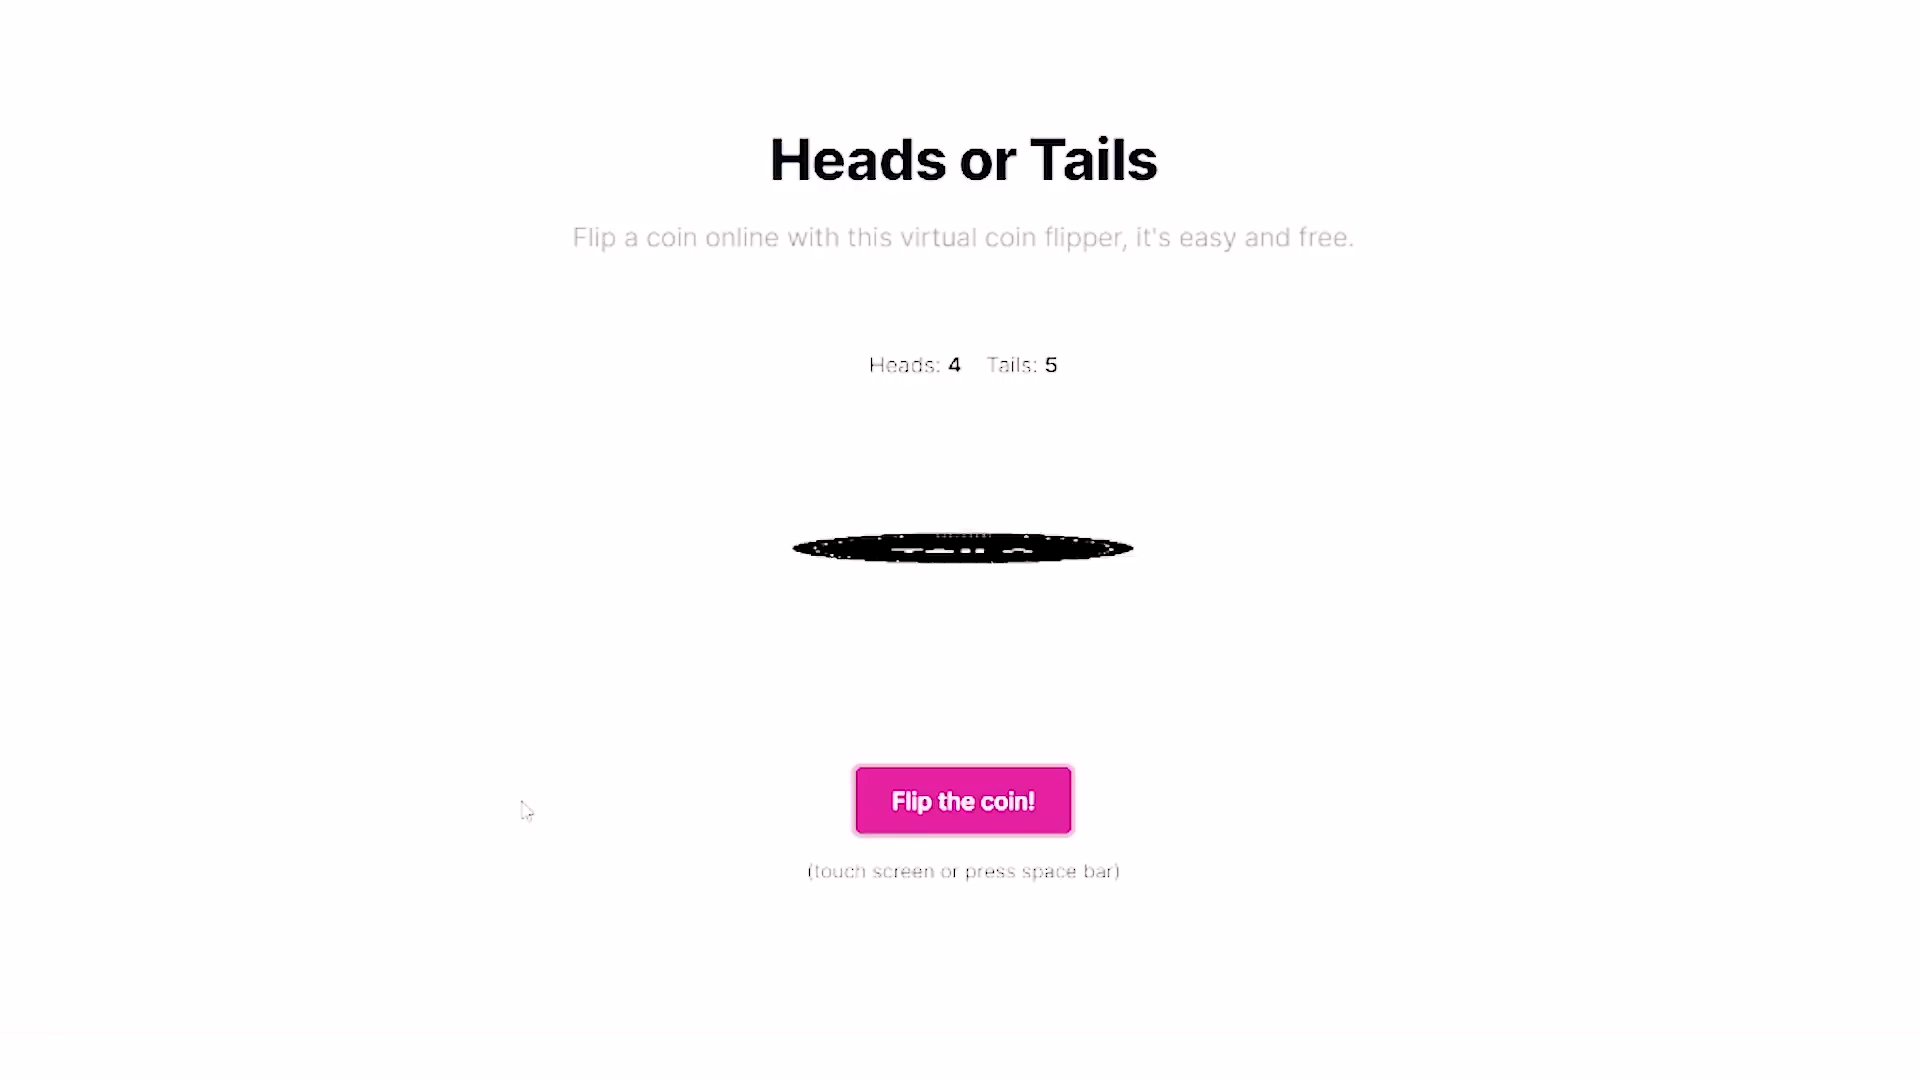 Heads or Tails
Flip a coin online with this virtual coin flipper, it's easy and free.
Heads: 4 Tails: 5
Flip the coin!
(touch screen or press space bar)